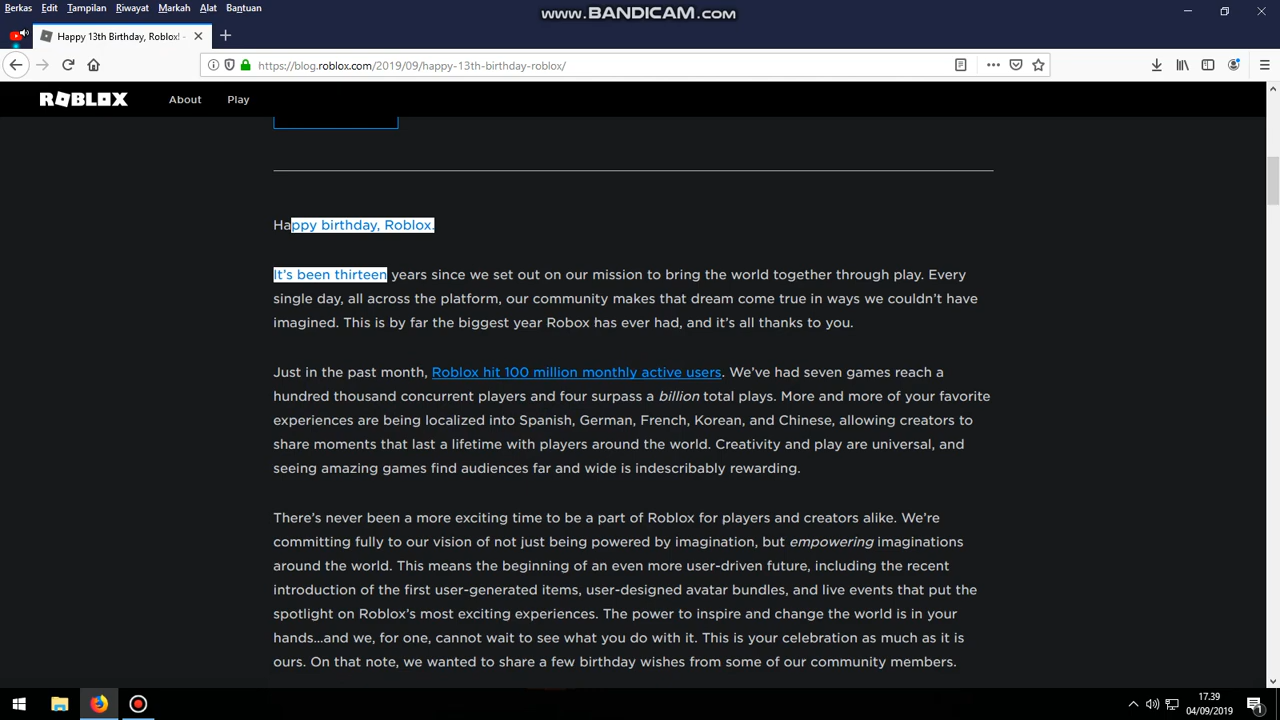 Berkas Edit Tampilan Riwayat Markah Alat Bantuan
www.BANDICAM.com
Happy 13th Birthday, Roblox! -
https://blog.roblox.com/2019/09/happy-13th-birthday-roblox/
ROBLOX About Play
Happy birthday, Roblox.
It's been thirteen years since we set out on our mission to bring the world together through play. Every
single day, all across the platform, our community makes that dream come true in ways we couldn't have
imagined. This is by far the biggest year Robox has ever had, and it's all thanks to you.
Just in the past month, Roblox hit 100 million monthly active users. We've had seven games reach a
hundred thousand concurrent players and four surpass a billion total plays. More and more of your favorite
experiences are being localized into Spanish, German, French, Korean, and Chinese, allowing creators to
share moments that last a lifetime with players around the world. Creativity and play are universal, and
seeing amazing games find audiences far and wide is indescribably rewarding.
There's never been a more exciting time to be a part of Roblox for players and creators alike. We're
committing fully to our vision of not just being powered by imagination, but empowering imaginations
around the world. This means the beginning of an even more user-driven future, including the recent
introduction of the first user-generated items, user-designed avatar bundles, and live events that put the
spotlight on Roblox's most exciting experiences. The power to inspire and change the world is in your
hands…and we, for one, cannot wait to see what you do with it. This is your celebration as much as it is
ours. On that note, we wanted to share a few birthday wishes from some of our community members.
17.39
04/09/2019
1